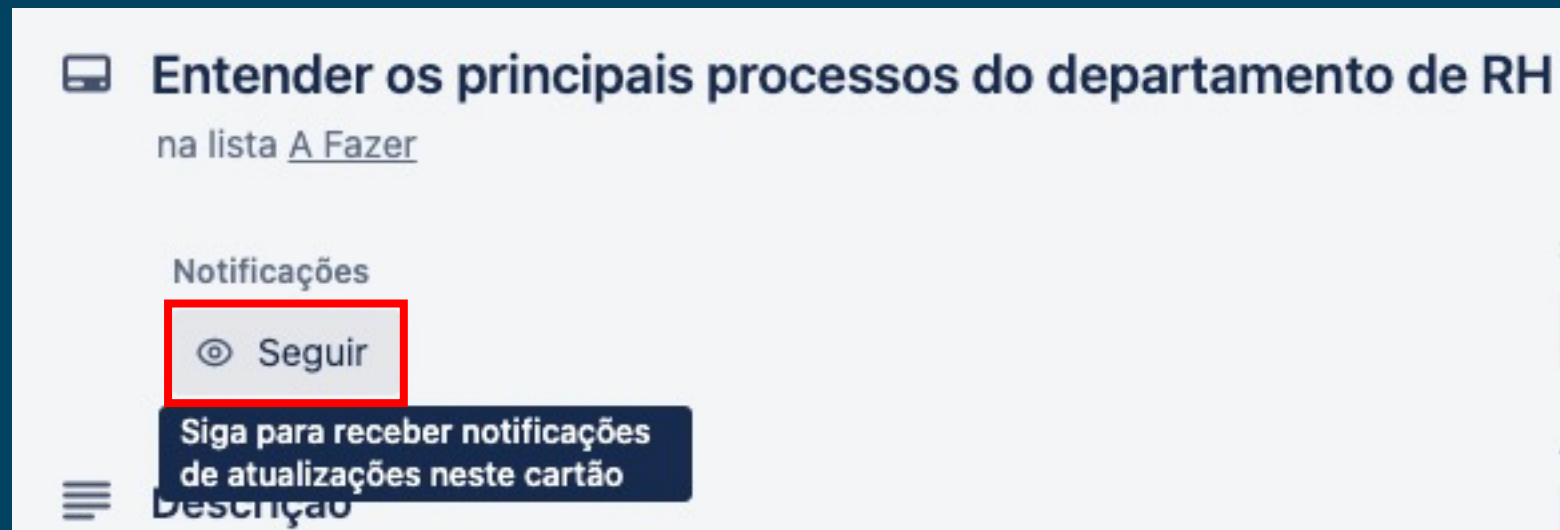 Entender os principais processos do departamento de RH
na lista A Fazer
Notificações
Seguir
Siga para receber notificações
de atualizações neste cartão
Descrição